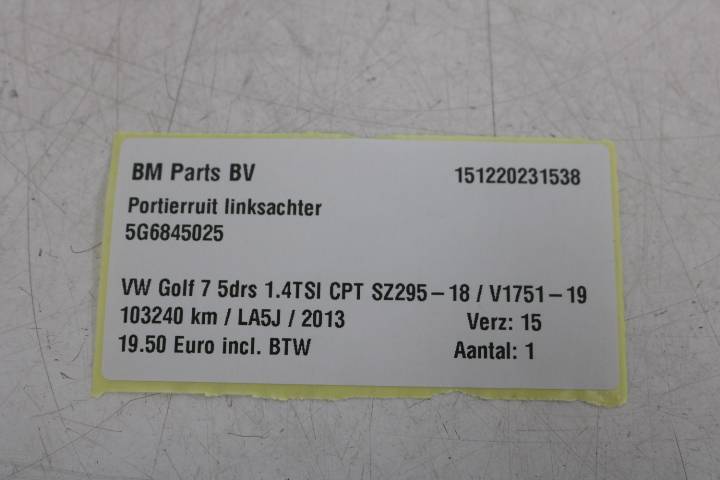 BM Parts BV 151220231538
Portierruit linksachter
5G6845025
VW Golf 7 5drs 1.4TSI CPT SZ295-18 / V1751-19
103240 km / LA5J / 2013 Verz: 15
19.50 Euro incl. BTW Aantal: 1